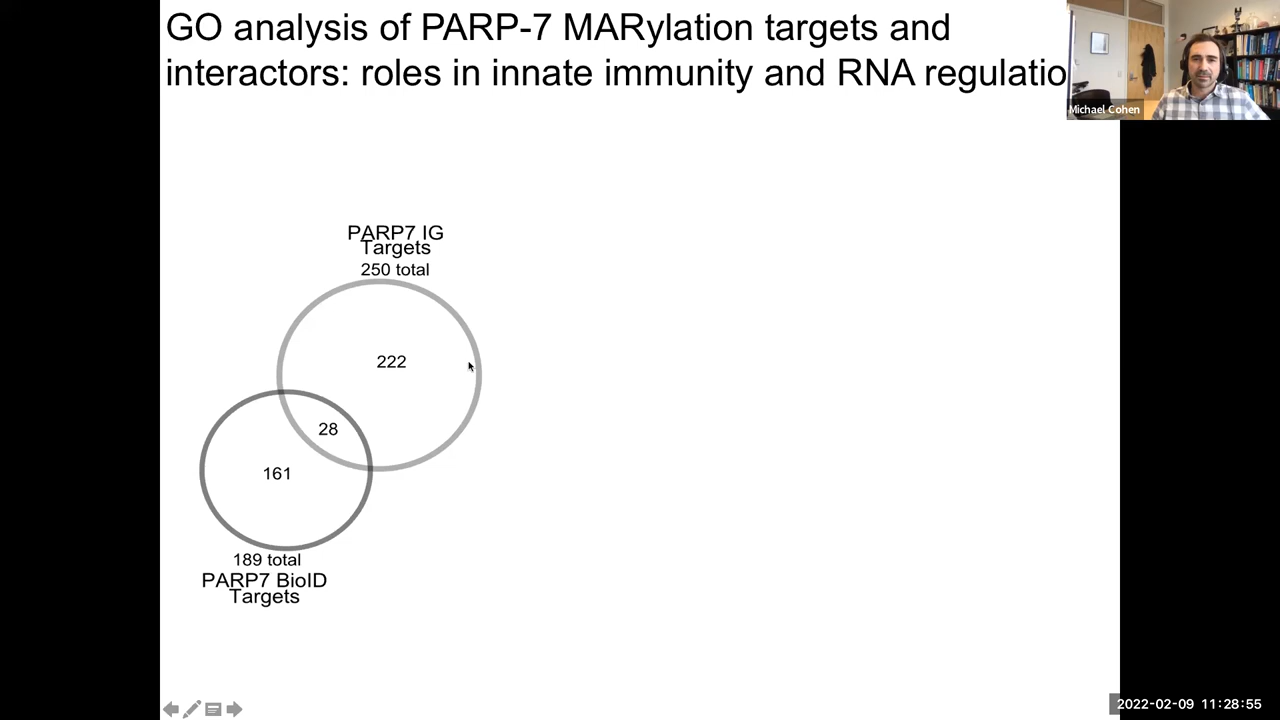 GO analysis of PARP-7 MARylation targets and
interactors: roles in innate immunity and RNA regulatio
Michael Cohen
PARP7 IG
Targets
250 total
222
28
161
189 total
PARP7 BioID
Targets
2022-02-09 11:28:55